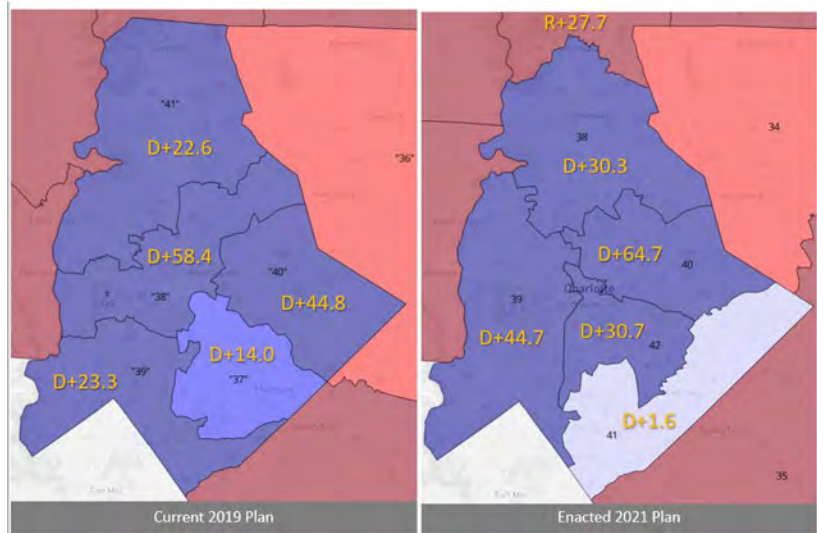 R+27.7
"41"
D+22.6
"36"
D+58.4
"40"
"38"
D+44.8
D+14.0
"37"
D+23.3
"39"
Current 2019 Plan
38
34
D+30.3
D+64.7
40
Charlotte
39
D+44.7
D+30.7
42
D+1.6
41
35
Enacted 2021 Plan